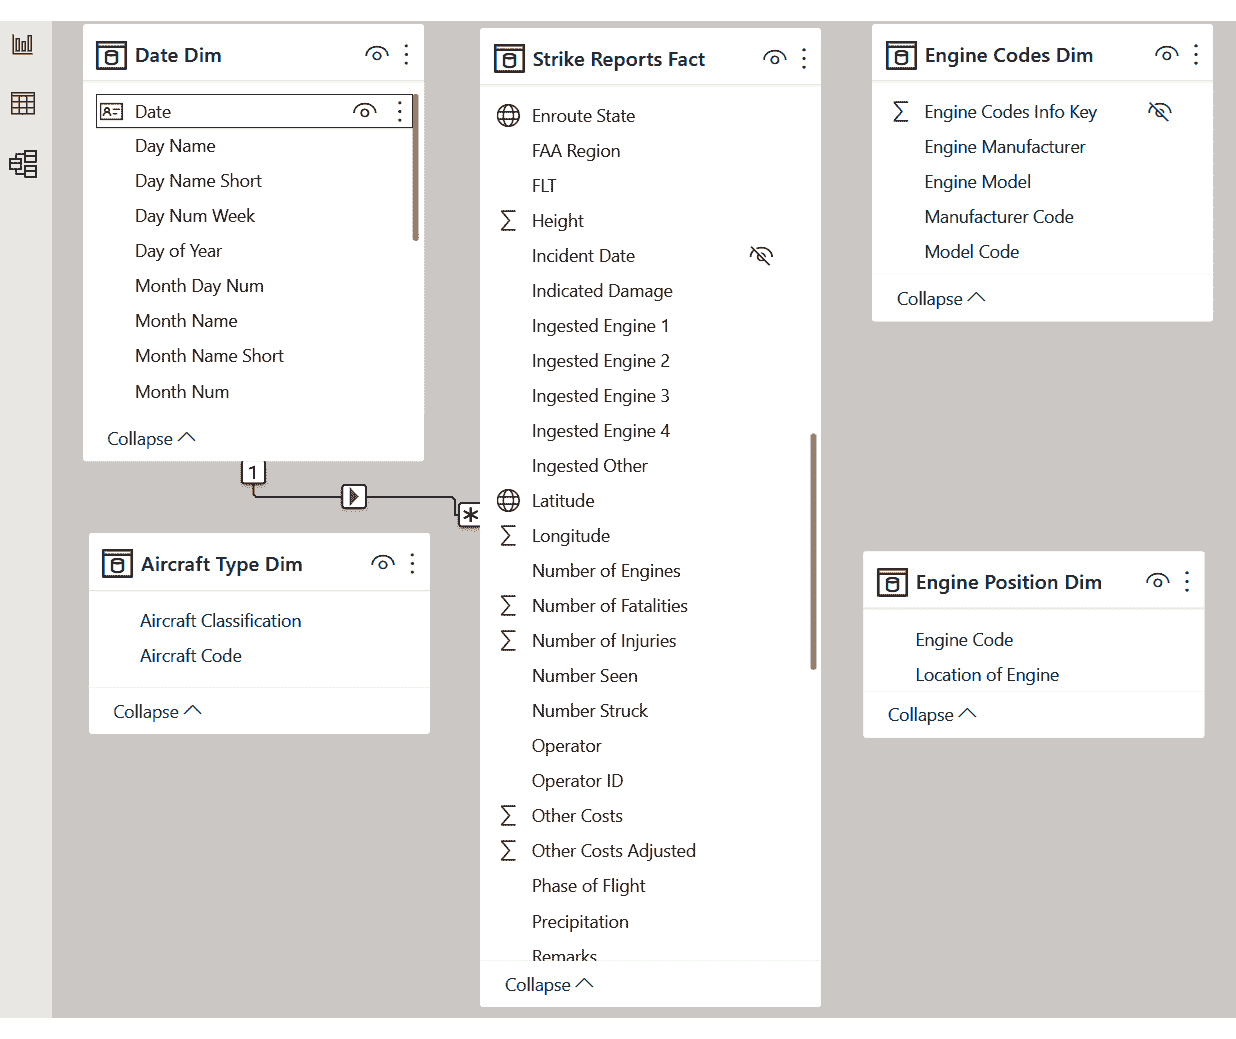 Date Dim
Date
Day Name
Day Name Short
Day Num Week
Day of Year
Month Day Num
Month Name
Month Name Short
Month Num
Collapse
1
*
Aircraft Type Dim
Aircraft Classification
Aircraft Code
Collapse
Strike Reports Fact
Enroute State
FAA Region
FLT
Height
Incident Date
Indicated Damage
Ingested Engine 1
Ingested Engine 2
Ingested Engine 3
Ingested Engine 4
Ingested Other
Latitude
Longitude
Number of Engines
Number of Fatalities
Number of Injuries
Number Seen
Number Struck
Operator
Operator ID
Other Costs
Other Costs Adjusted
Phase of Flight
Precipitation
Remarks
Collapse
Engine Codes Dim
Engine Codes Info Key
Engine Manufacturer
Engine Model
Manufacturer Code
Model Code
Collapse
Engine Position Dim
Engine Code
Location of Engine
Collapse